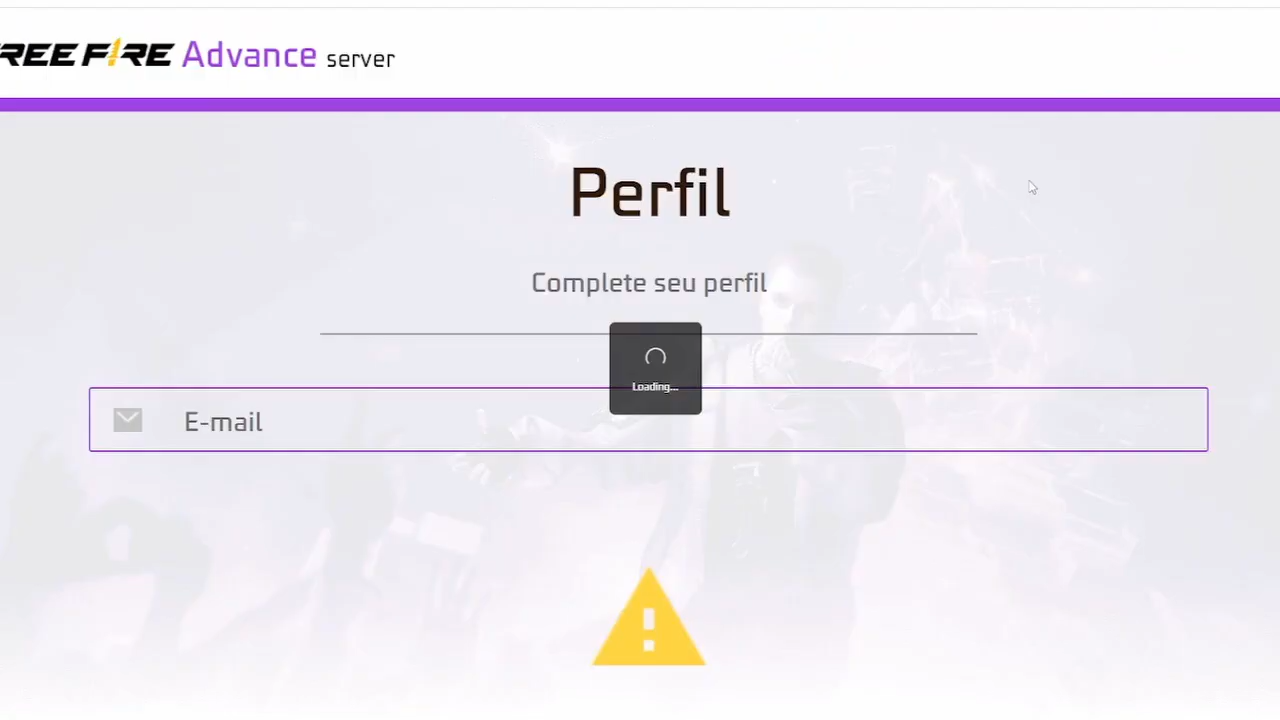 REE FIRE Advance server
Perfil
Complete seu perfil
Loading...
E-mail